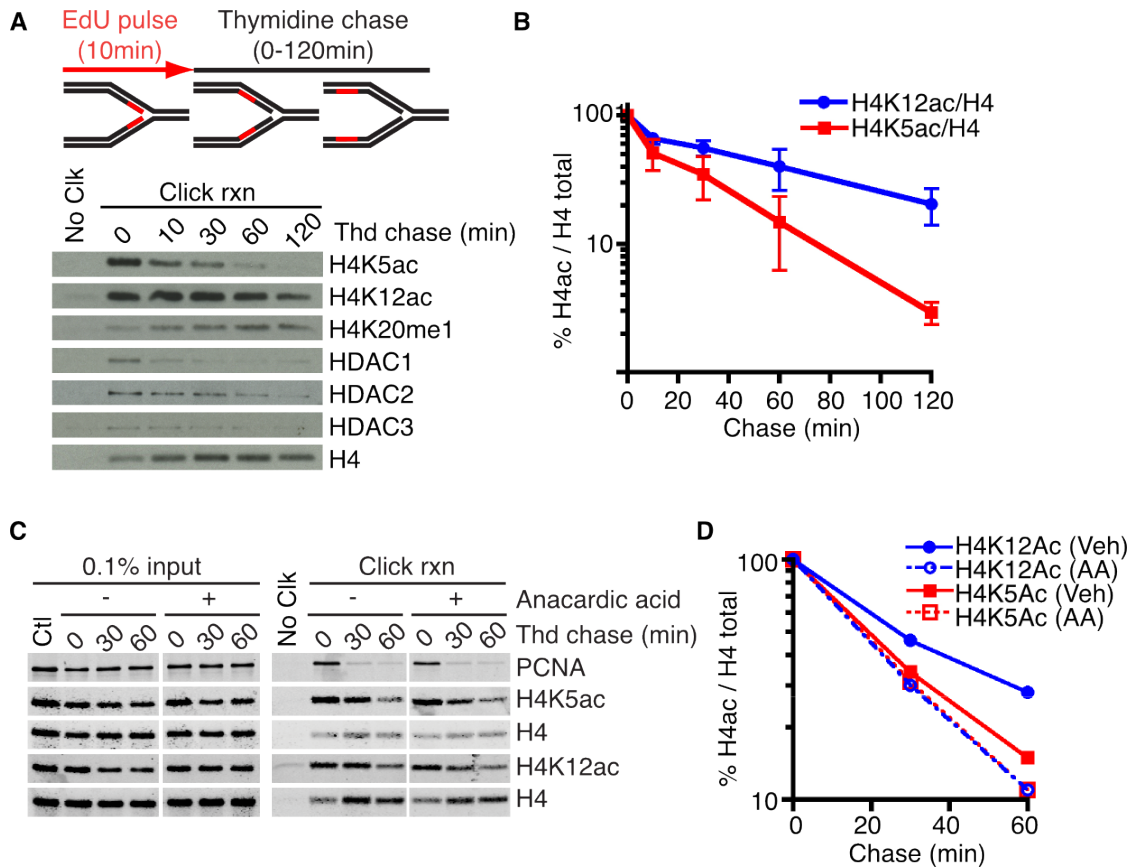 A
EdU pulse
(10min)
Thymidine chase
(0-120min)
No Clk
Click rxn
0 10 30 60 120 Thd chase (min)
H4K5ac
H4K12ac
H4K20me1
HDAC1
HDAC2
HDAC3
H4
B
% H4ac / H4 total
100
10
H4K12ac/H4
H4K5ac/H4
0 20 40 60 80 100 120
Chase (min)
C
0.1% input
Click rxn
Ctl - + No Clk - + Anacardic acid
0 30 60 0 30 60 0 30 60 0 30 60 Thd chase (min)
PCNA
H4K5ac
H4
H4K12ac
H4
D
% H4ac / H4 total
100
10
H4K12Ac (Veh)
H4K12Ac (AA)
H4K5Ac (Veh)
H4K5Ac (AA)
0 20 40 60
Chase (min)